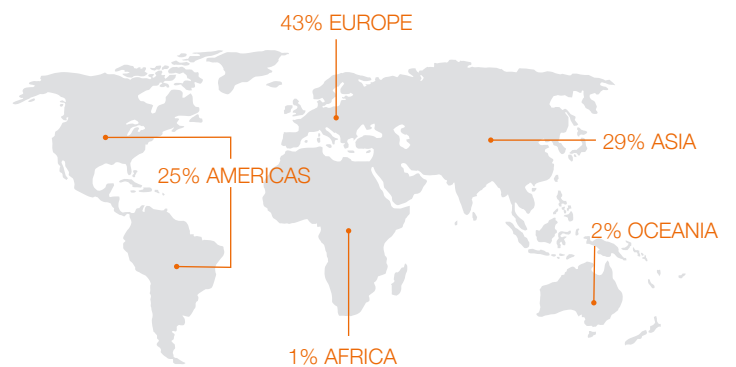 43% EUROPE
29% ASIA
25% AMERICAS
2% OCEANIA
1% AFRICA